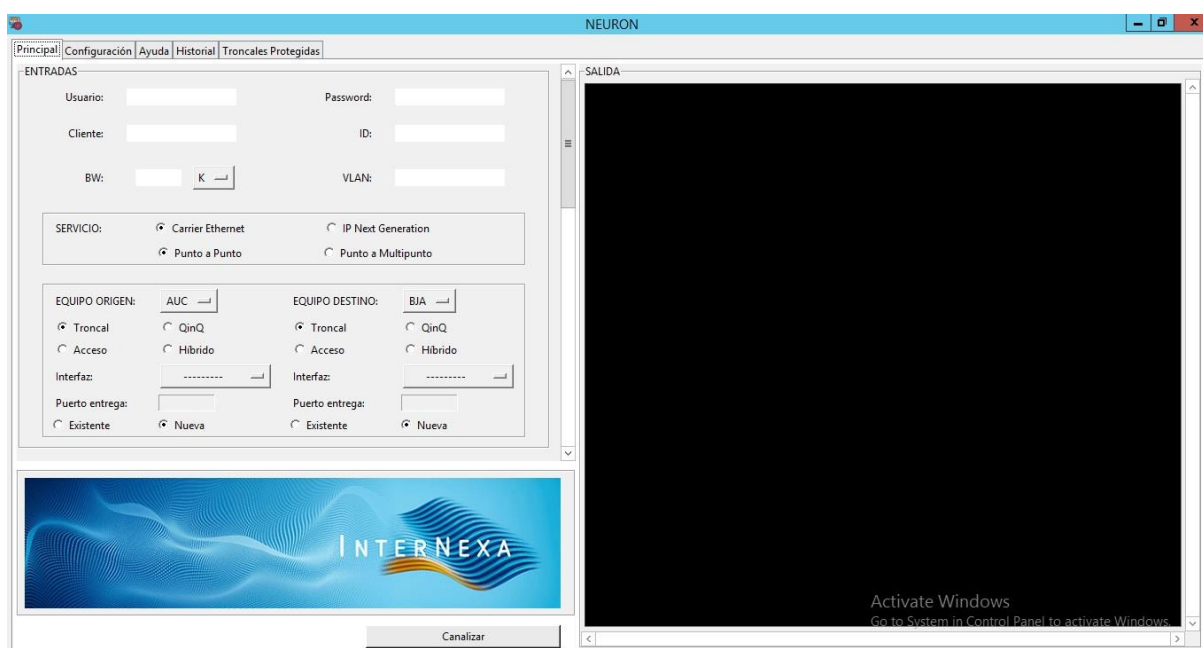 NEURON
Principal Configuración Ayuda Historial Troncales Protegidas
ENTRADAS
Usuario: Password:
Cliente: ID:
BW: K VLAN:
SERVICIO: Carrier Ethernet IP Next Generation
Punto a Punto Punto a Multipunto
EQUIPO ORIGEN: AUC EQUIPO DESTINO: BJA
Troncal QinQ Troncal QinQ
Acceso Híbrido Acceso Híbrido
Interfaz: --------- Interfaz: ---------
Puerto entrega: Puerto entrega:
Existente Nueva Existente Nueva
INTERNEXA
Canalizar
SALIDA
Activate Windows
Go to System in Control Panel to activate Windows.